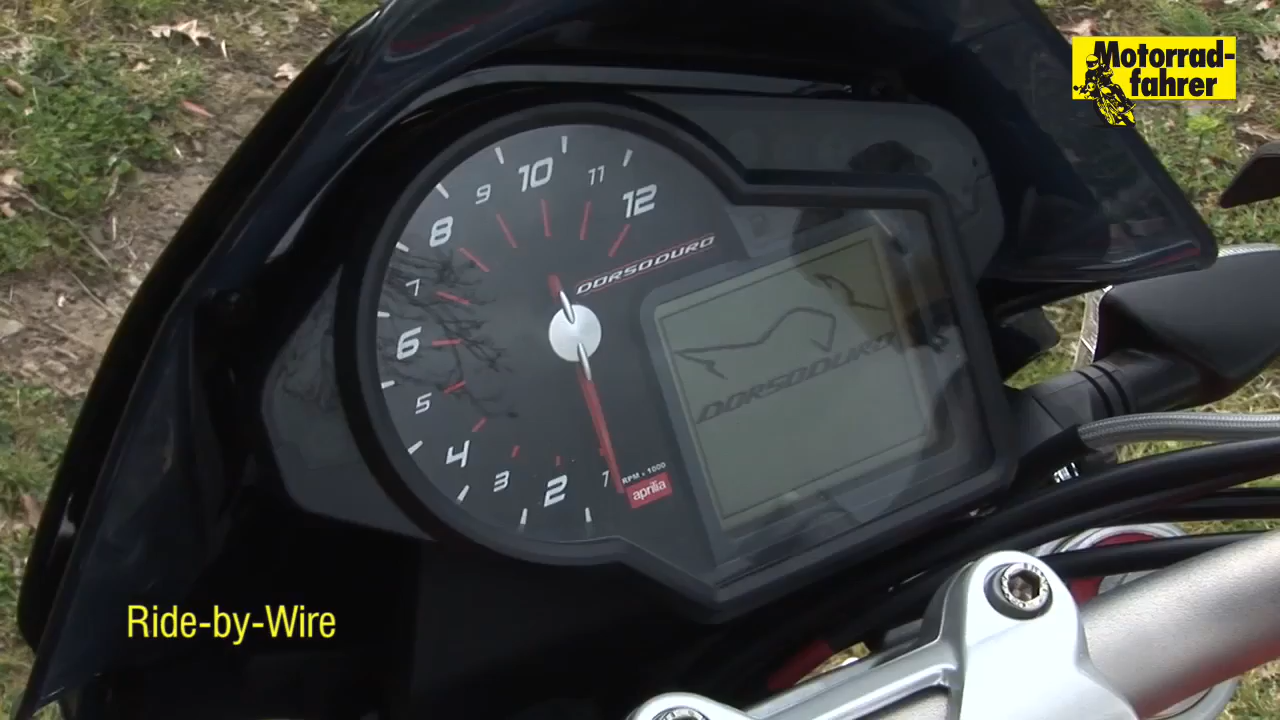 Motorrad-
fahrer
10
11
9
12
8
DORSODURO
7
6
5
4
3
2
1
RPM x 1000
aprilia
DORSODURO
Ride-by-Wire